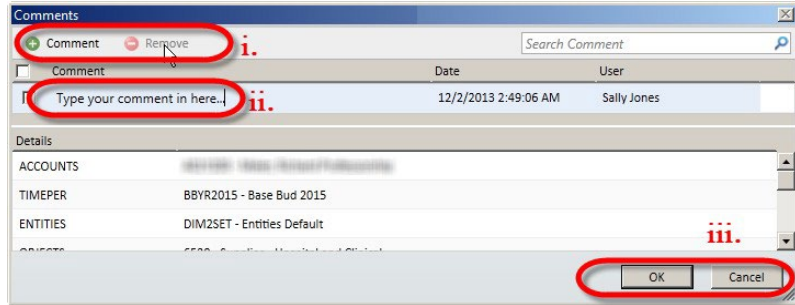 Comments
Comment Remove i. Search Comment
Comment Date User
Type your comment in here... ii. 12/2/2013 2:49:06 AM Sally Jones
Details
ACCOUNTS
TIMEPER BBYR2015 - Base Bud 2015
ENTITIES DIM2SET - Entities Default
iii.
OK Cancel